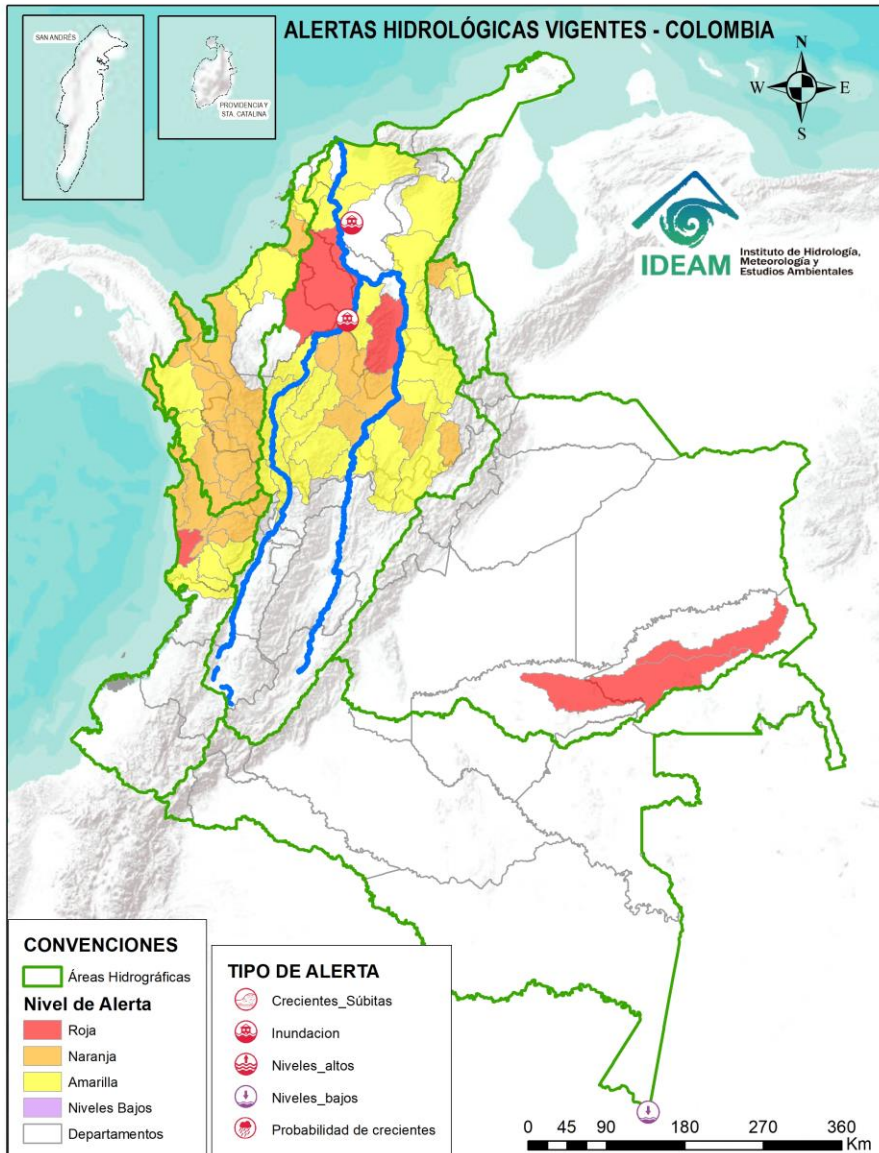 ALERTAS HIDROLÓGICAS VIGENTES - COLOMBIA
SAN ANDRÉS
PROVIDENCIA Y
STA. CATALINA
N
W
E
S
IDEAM
Instituto de Hidrología,
Meteorología y
Estudios Ambientales
CONVENCIONES
Áreas Hidrográficas
Nivel de Alerta
Roja
Naranja
Amarilla
Niveles Bajos
Departamentos
TIPO DE ALERTA
Crecientes_Súbitas
Inundacion
Niveles_altos
Niveles_bajos
Probabilidad de crecientes
0 45 90 180 270 360
Km